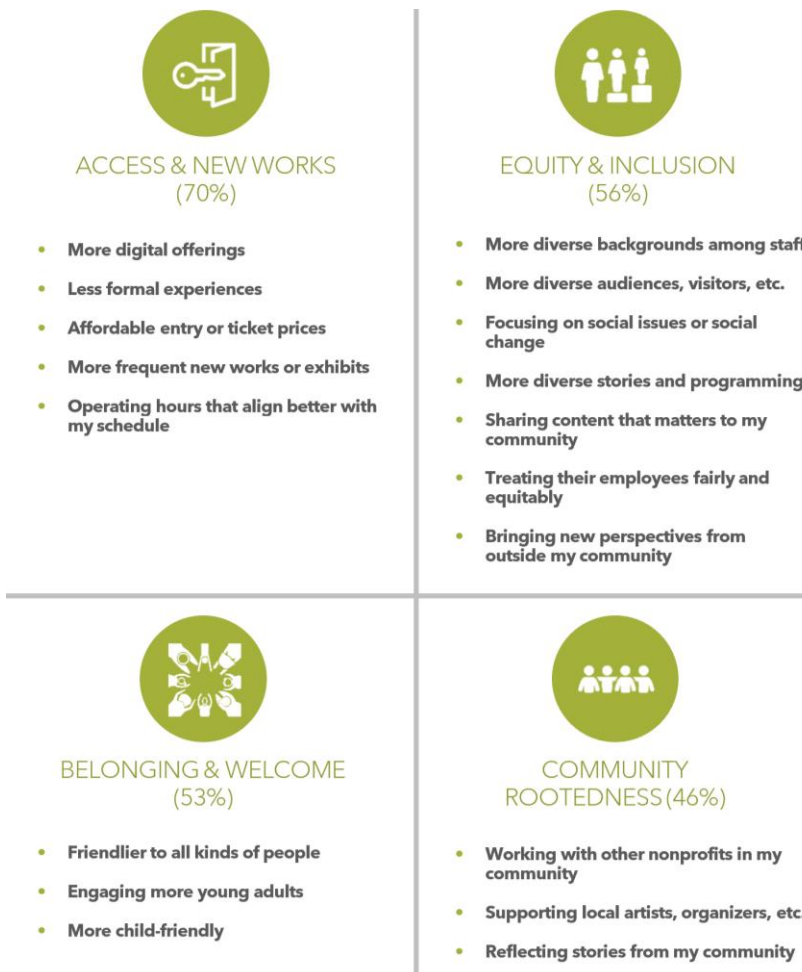 ACCESS & NEW WORKS
(70%)
• More digital offerings
• Less formal experiences
• Affordable entry or ticket prices
• More frequent new works or exhibits
• Operating hours that align better with
my schedule
EQUITY & INCLUSION
(56%)
• More diverse backgrounds among staff
• More diverse audiences, visitors, etc.
• Focusing on social issues or social
change
• More diverse stories and programming
• Sharing content that matters to my
community
• Treating their employees fairly and
equitably
• Bringing new perspectives from
outside my community
BELONGING & WELCOME
(53%)
• Friendlier to all kinds of people
• Engaging more young adults
• More child-friendly
COMMUNITY
ROOTEDNESS (46%)
• Working with other nonprofits in my
community
• Supporting local artists, organizers, etc.
• Reflecting stories from my community